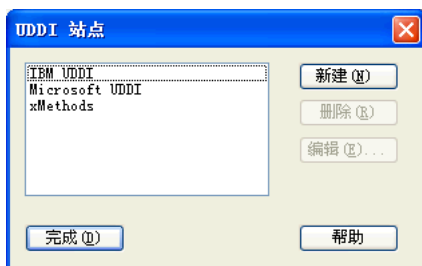 UDDI 站点
IBM UDDI
Microsoft UDDI
xMethods
新建(N)
删除(R)
编辑(E)...
完成(D)
帮助